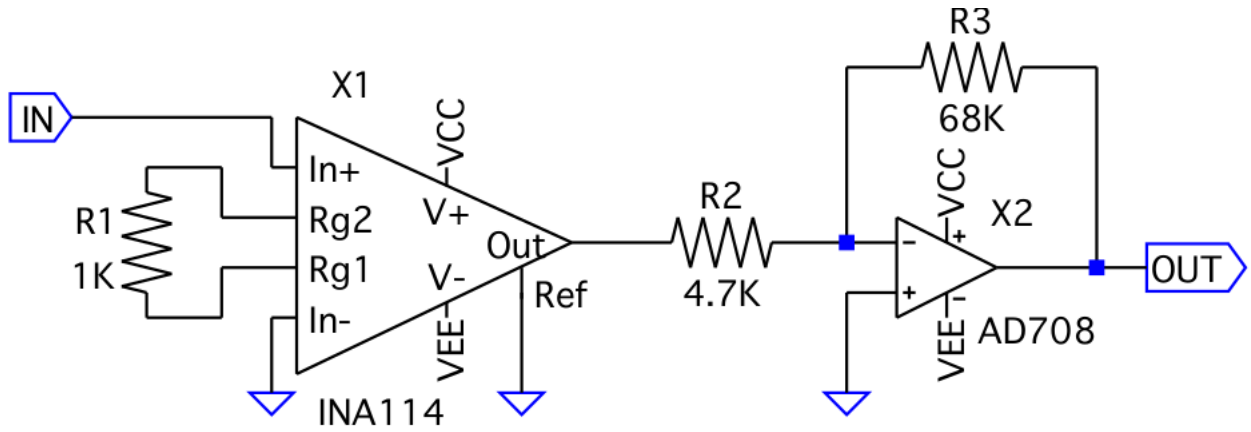 R3
X1
IN
VCC
68K
In+
VCC
R1
Rg2
V+
R2
X2
1K
Rg1
V-
Out
-
+
OUT
In-
Ref
4.7K
+
-
VEE
VEE
AD708
INA114